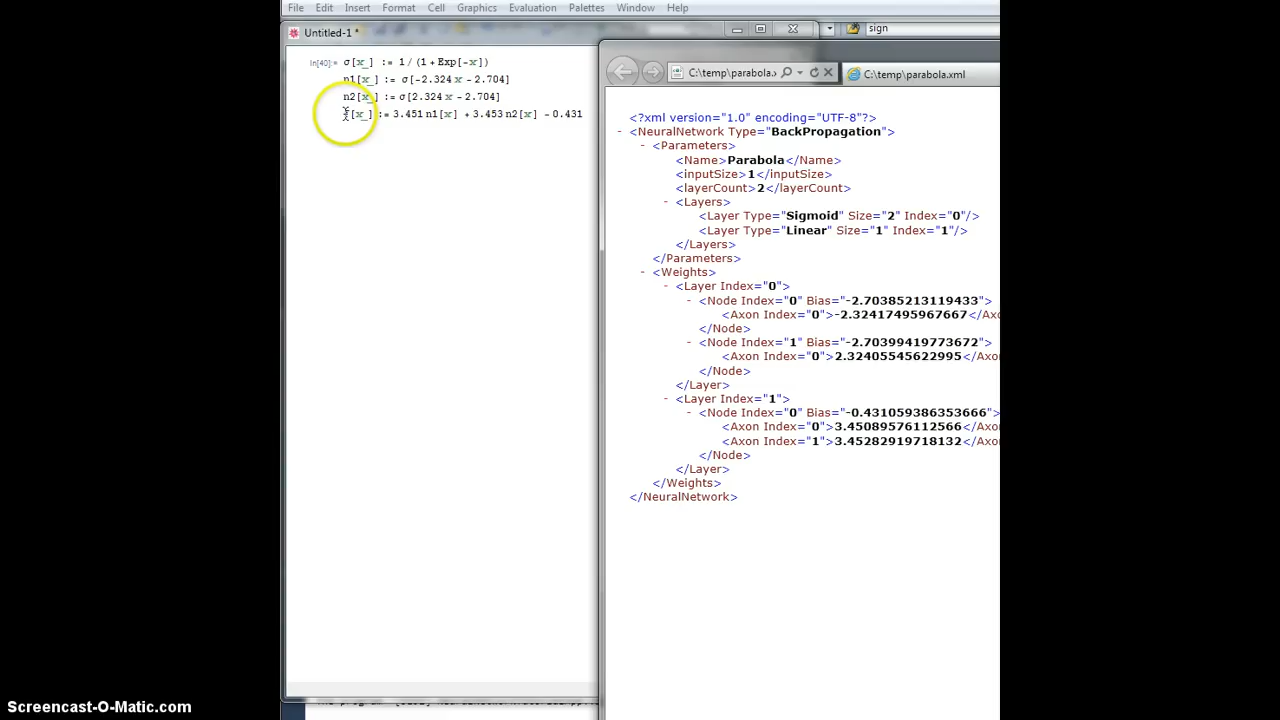 File Edit Insert Format Cell Graphics Evaluation Palettes Window Help
Untitled-1 *
sign
In[40]:= σ[x_] := 1 / (1 + Exp[-x])
n1[x_] := σ[-2.324 x - 2.704]
n2[x_] := σ[2.324 x - 2.704]
[x_] := 3.451 n1[x] + 3.453 n2[x] - 0.431
C:\temp\parabola.x
C:\temp\parabola.xml
<?xml version="1.0" encoding="UTF-8"?>
- <NeuralNetwork Type="BackPropagation">
- <Parameters>
<Name>Parabola</Name>
<inputSize>1</inputSize>
<layerCount>2</layerCount>
- <Layers>
<Layer Type="Sigmoid" Size="2" Index="0"/>
<Layer Type="Linear" Size="1" Index="1"/>
</Layers>
</Parameters>
- <Weights>
- <Layer Index="0">
- <Node Index="0" Bias="-2.70385213119433">
<Axon Index="0">-2.32417495967667</Axo
</Node>
- <Node Index="1" Bias="-2.70399419773672">
<Axon Index="0">2.32405545622995</Axon
</Node>
</Layer>
- <Layer Index="1">
- <Node Index="0" Bias="-0.431059386353666">
<Axon Index="0">3.45089576112566</Axon
<Axon Index="1">3.45282919718132</Axon
</Node>
</Layer>
</Weights>
</NeuralNetwork>
Screencast-O-Matic.com